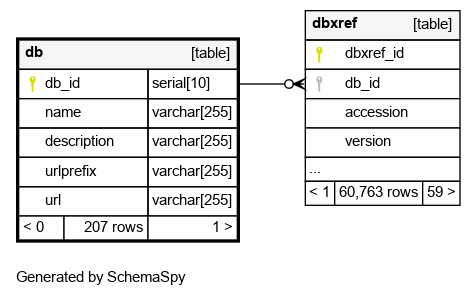 db [table]
db_id serial[10]
name varchar[255]
description varchar[255]
urlprefix varchar[255]
url varchar[255]
< 0 207 rows 1 >
dbxref [table]
dbxref_id
db_id
accession
version
...
< 1 60,763 rows 59 >
Generated by SchemaSpy